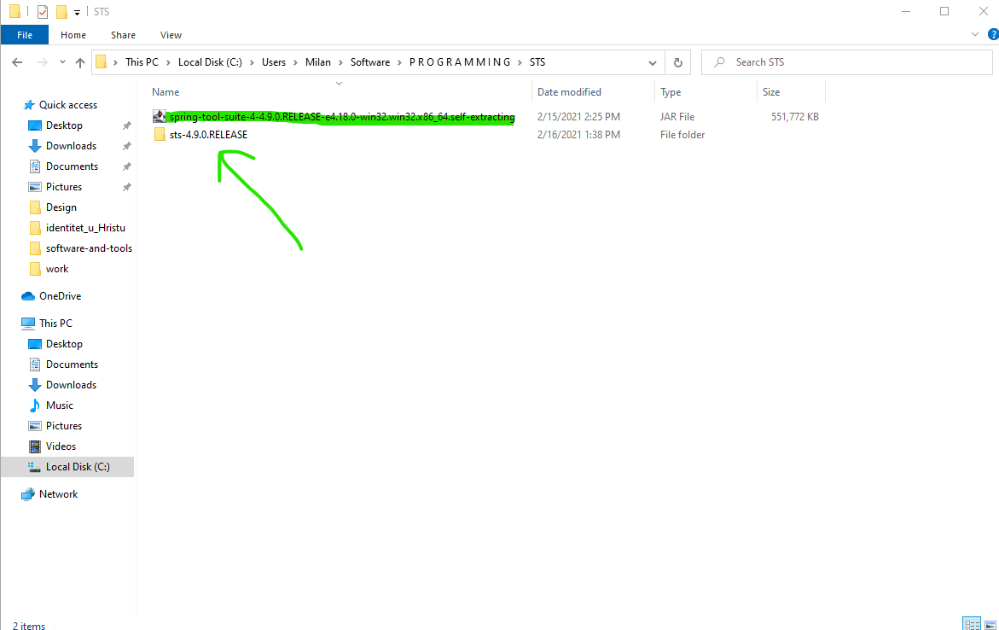 STS
File Home Share View
This PC Local Disk (C:) Users Milan Software P R O G R A M M I N G STS
Search STS
Name Date modified Type Size
spring-tool-suite-4-4.9.0.RELEASE-e4.18.0-win32.win32.x86_64.self-extracting 2/15/2021 2:25 PM JAR File 551,772 KB
sts-4.9.0.RELEASE 2/16/2021 1:38 PM File folder
Quick access
Desktop
Downloads
Documents
Pictures
Design
identitet_u_Hristu
software-and-tools
work
OneDrive
This PC
Desktop
Documents
Downloads
Music
Pictures
Videos
Local Disk (C:)
Network
2 items